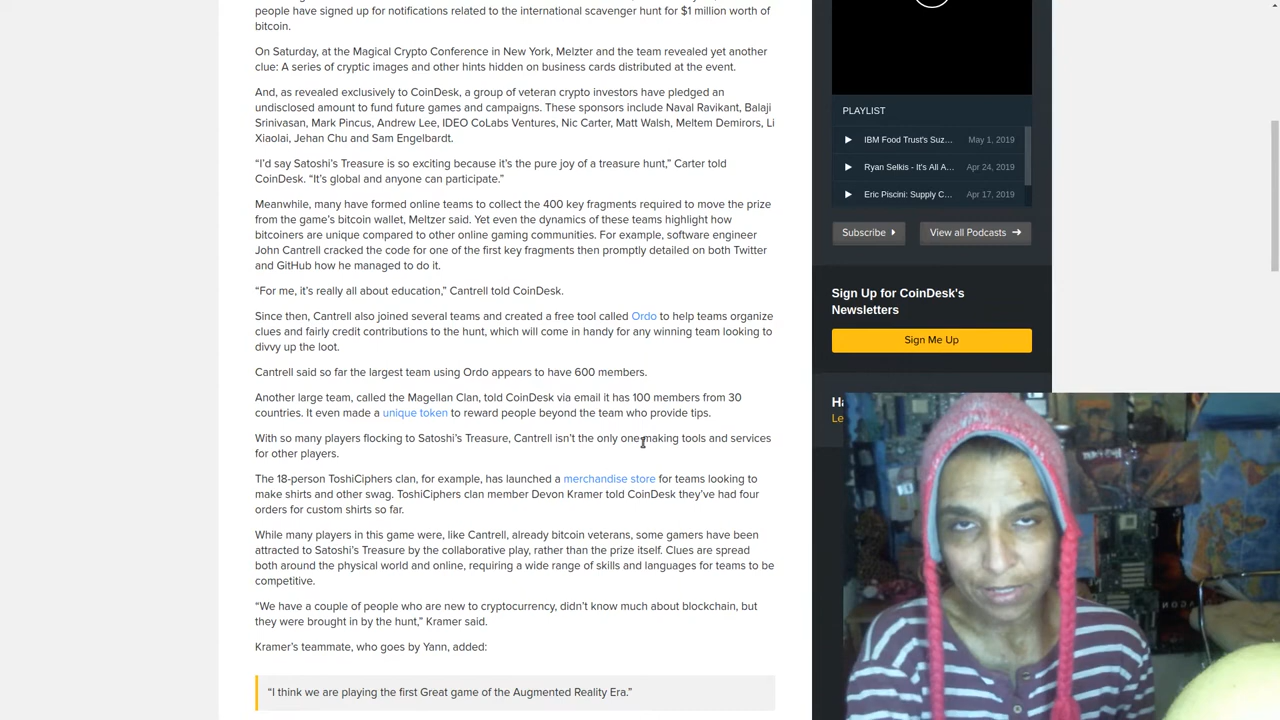 people have signed up for notifications related to the international scavenger hunt for $1 million worth of
bitcoin.
On Saturday, at the Magical Crypto Conference in New York, Melzter and the team revealed yet another
clue: A series of cryptic images and other hints hidden on business cards distributed at the event.
And, as revealed exclusively to CoinDesk, a group of veteran crypto investors have pledged an
undisclosed amount to fund future games and campaigns. These sponsors include Naval Ravikant, Balaji
Srinivasan, Mark Pincus, Andrew Lee, IDEO CoLabs Ventures, Nic Carter, Matt Walsh, Meltem Demirors, Li
Xiaolai, Jehan Chu and Sam Engelbardt.
“I’d say Satoshi’s Treasure is so exciting because it’s the pure joy of a treasure hunt,” Carter told
CoinDesk. “It’s global and anyone can participate.”
Meanwhile, many have formed online teams to collect the 400 key fragments required to move the prize
from the game’s bitcoin wallet, Meltzer said. Yet even the dynamics of these teams highlight how
bitcoiners are unique compared to other online gaming communities. For example, software engineer
John Cantrell cracked the code for one of the first key fragments then promptly detailed on both Twitter
and GitHub how he managed to do it.
“For me, it’s really all about education,” Cantrell told CoinDesk.
Since then, Cantrell also joined several teams and created a free tool called Ordo to help teams organize
clues and fairly credit contributions to the hunt, which will come in handy for any winning team looking to
divvy up the loot.
Cantrell said so far the largest team using Ordo appears to have 600 members.
Another large team, called the Magellan Clan, told CoinDesk via email it has 100 members from 30
countries. It even made a unique token to reward people beyond the team who provide tips.
With so many players flocking to Satoshi’s Treasure, Cantrell isn’t the only one making tools and services
for other players.
The 18-person ToshiCiphers clan, for example, has launched a merchandise store for teams looking to
make shirts and other swag. ToshiCiphers clan member Devon Kramer told CoinDesk they’ve had four
orders for custom shirts so far.
While many players in this game were, like Cantrell, already bitcoin veterans, some gamers have been
attracted to Satoshi’s Treasure by the collaborative play, rather than the prize itself. Clues are spread
both around the physical world and online, requiring a wide range of skills and languages for teams to be
competitive.
“We have a couple of people who are new to cryptocurrency, didn’t know much about blockchain, but
they were brought in by the hunt,” Kramer said.
Kramer’s teammate, who goes by Yann, added:
“I think we are playing the first Great game of the Augmented Reality Era.”
PLAYLIST
IBM Food Trust's Suz... May 1, 2019
Ryan Selkis - It's All A... Apr 24, 2019
Eric Piscini: Supply C... Apr 17, 2019
Subscribe View all Podcasts
Sign Up for CoinDesk's
Newsletters
Sign Me Up